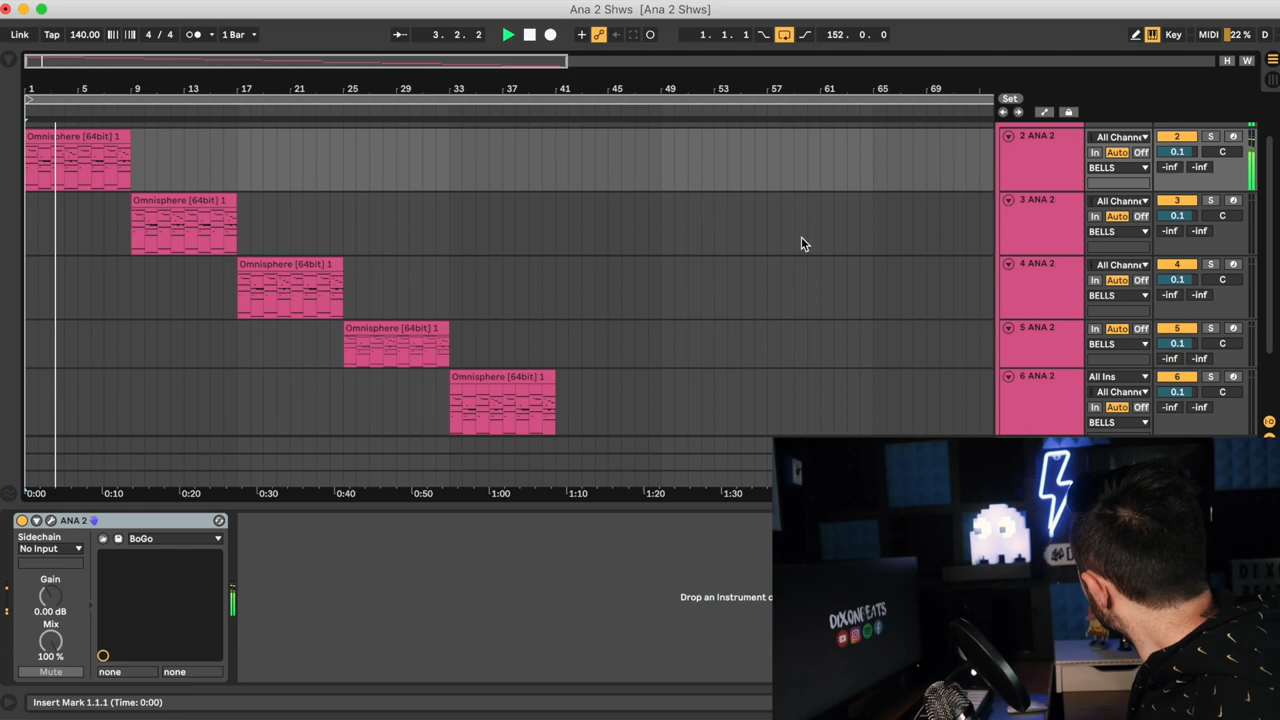 Ana 2 Shws [Ana 2 Shws]
Link Tap 140.00 4 / 4 1 Bar 3. 2. 2 1. 1. 1 152. 0. 0 Key MIDI 22 % D
H W
1 5 9 13 17 21 25 29 33 37 41 45 49 53 57 61 65 69
Set
Omnisphere [64bit] 1
2 ANA 2 All Channe 2 S
In Auto Off 0.1 C
BELLS -inf -inf
Omnisphere [64bit] 1
3 ANA 2 All Channe 3 S
In Auto Off 0.1 C
BELLS -inf -inf
Omnisphere [64bit] 1
4 ANA 2 All Channe 4 S
In Auto Off 0.1 C
BELLS -inf -inf
Omnisphere [64bit] 1
5 ANA 2 In Auto Off 5 S
0.1 C
-inf -inf
Omnisphere [64bit] 1
6 ANA 2 All Ins 6 S
All Channe 0.1 C
In Auto Off -inf -inf
BELLS
0:00 0:10 0:20 0:30 0:40 0:50 1:00 1:10 1:20 1:30
ANA 2
Sidechain
No Input
BoGo
Gain
0.00 dB
Mix
100 %
Mute
none none
Drop an Instrument
DIXONBEATS
Insert Mark 1.1.1 (Time: 0:00)